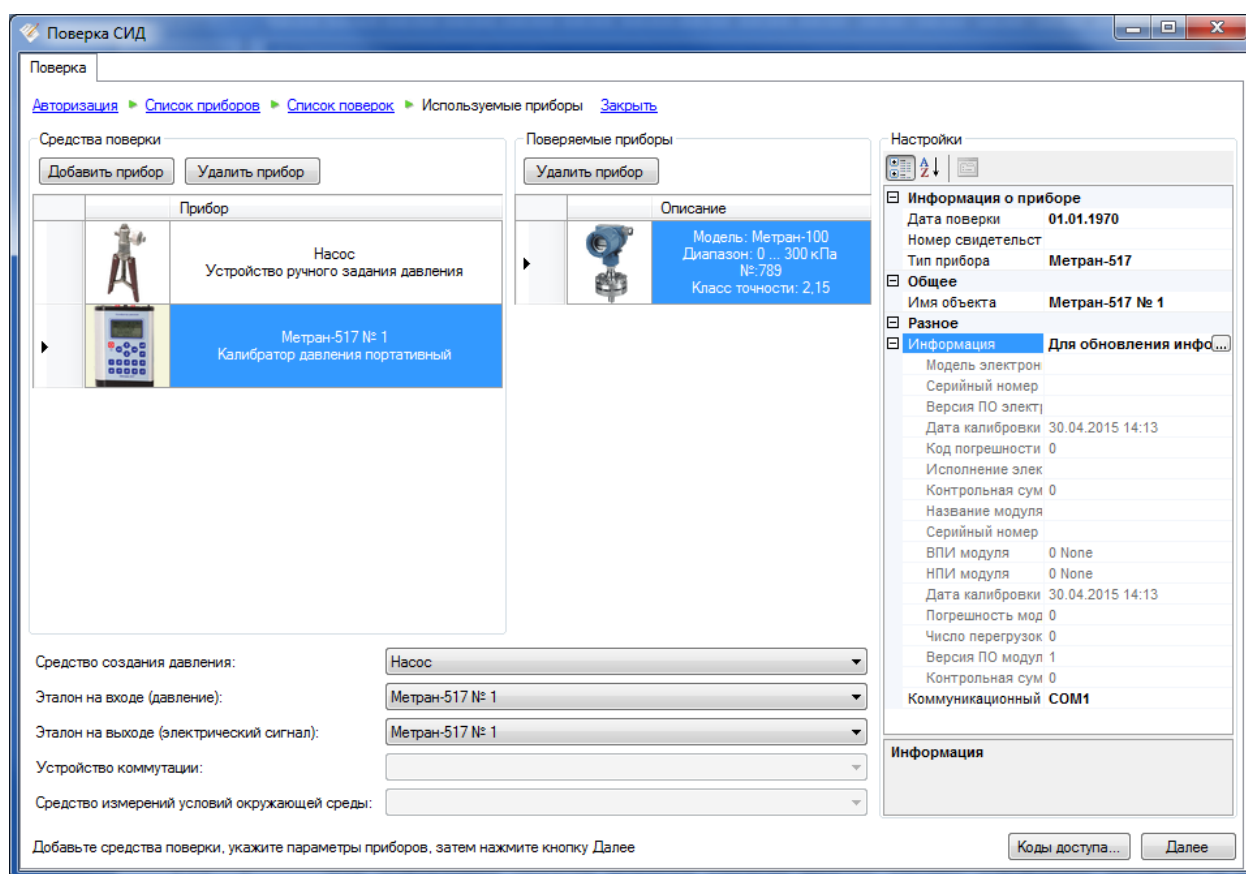 Поверка СИД
Поверка
Авторизация Список приборов Список поверок Используемые приборы Закрыть
Средства поверки
Добавить прибор Удалить прибор
Прибор
Насос
Устройство ручного задания давления
Метран-517 № 1
Калибратор давления портативный
Поверяемые приборы
Удалить прибор
Описание
Модель: Метран-100
Диапазон: 0 ... 300 кПа
№:789
Класс точности: 2,15
Настройки
Информация о приборе
Дата поверки 01.01.1970
Номер свидетельст
Тип прибора Метран-517
Общее
Имя объекта Метран-517 № 1
Разное
Информация Для обновления инфо...
Модель электрон
Серийный номер
Версия ПО элект
Дата калибровки 30.04.2015 14:13
Код погрешности 0
Исполнение элек
Контрольная сум 0
Название модуля
Серийный номер
ВПИ модуля 0 None
НПИ модуля 0 None
Дата калибровки 30.04.2015 14:13
Погрешность мод 0
Число перегрузок 0
Версия ПО модул 1
Контрольная сум 0
Коммуникационный COM1
Информация
Средство создания давления: Насос
Эталон на входе (давление): Метран-517 № 1
Эталон на выходе (электрический сигнал): Метран-517 № 1
Устройство коммутации:
Средство измерений условий окружающей среды:
Добавьте средства поверки, укажите параметры приборов, затем нажмите кнопку Далее
Коды доступа... Далее